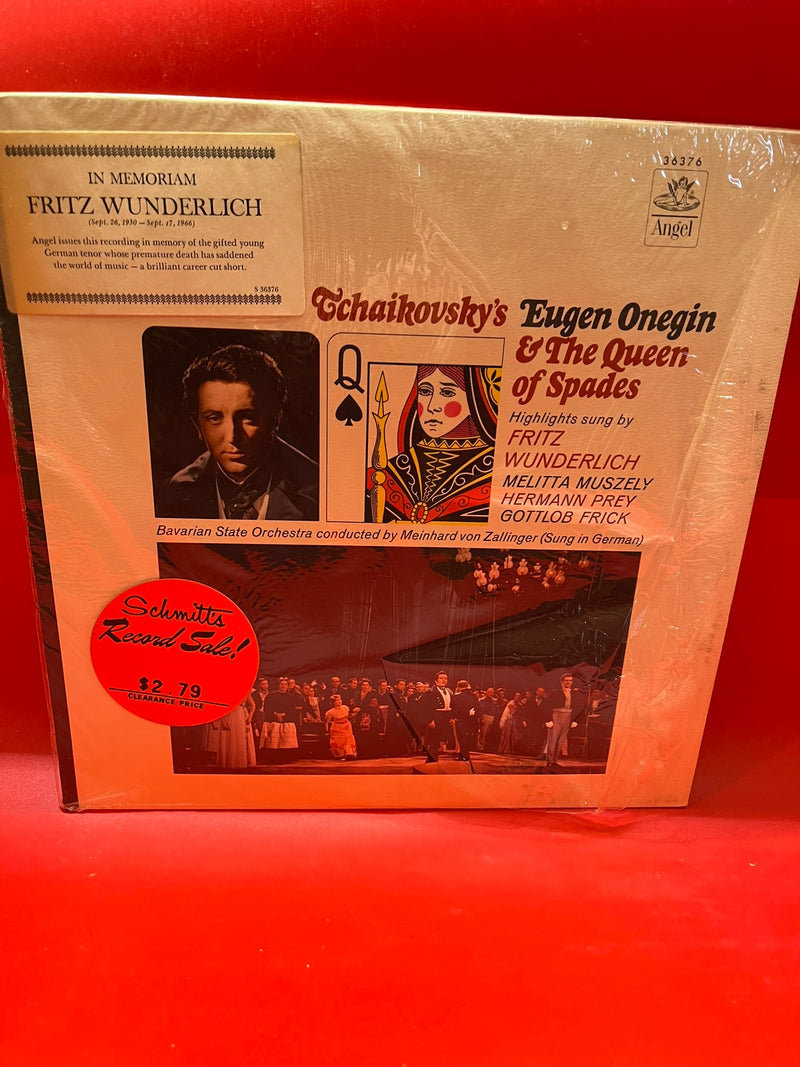 IN MEMORIAM
FRITZ WUNDERLICH
(Sept. 26, 1930 — Sept. 17, 1966)
Angel issues this recording in memory of the gifted young
German tenor whose premature death has saddened
the world of music — a brilliant career cut short.
S 36376
36376
Angel
Tchaikovsky's Eugen Onegin
& The Queen
of Spades
Q
Highlights sung by
FRITZ
WUNDERLICH
MELITTA MUSZELY
HERMANN PREY
GOTTLOB FRICK
Bavarian State Orchestra conducted by Meinhard von Zallinger (Sung in German)
Schmitt's
Record Sale!
$2.79
CLEARANCE PRICE